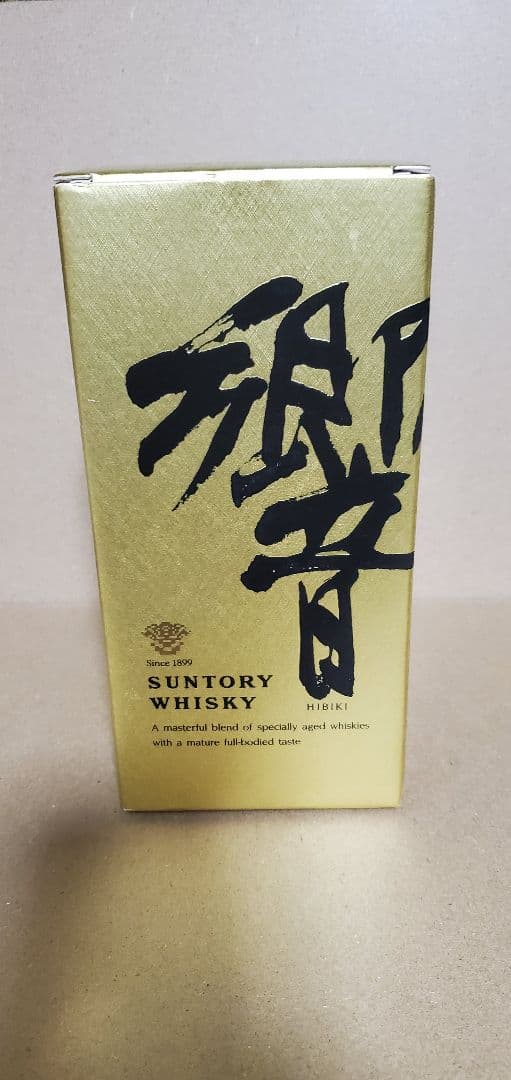 響
Since 1899
SUNTORY
WHISKY
HIBIKI
A masterful blend of specially aged whiskies
with a mature full-bodied taste